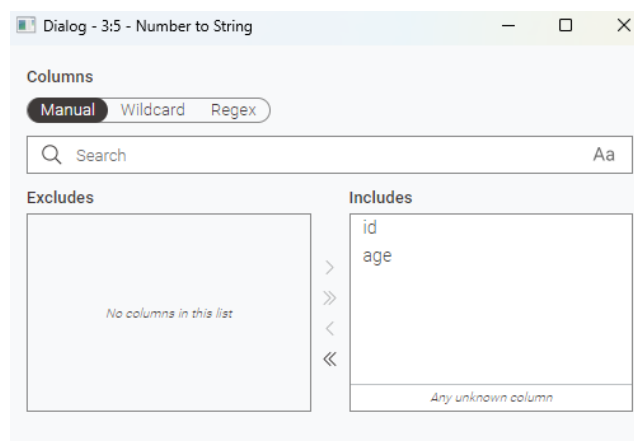 Dialog - 3:5 - Number to String
Columns
Manual Wildcard Regex
Search Aa
Excludes Includes
id
age
No columns in this list
Any unknown column